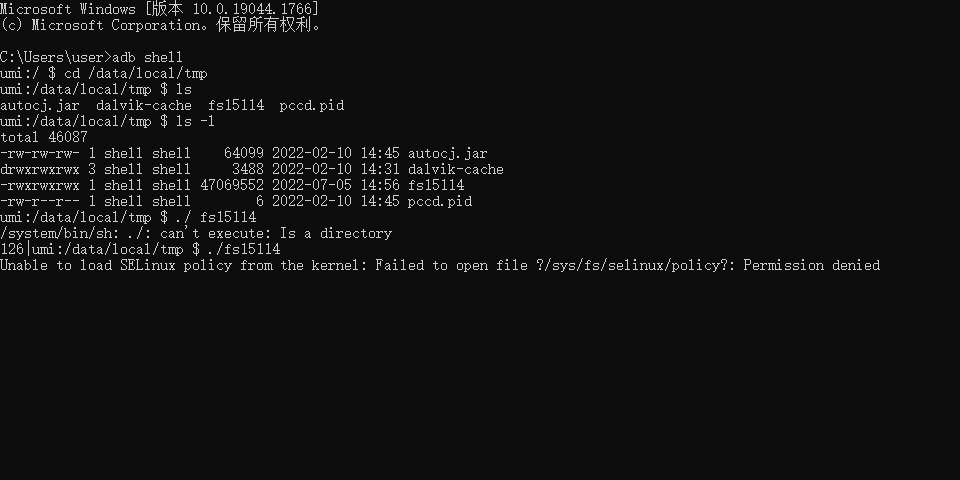 Microsoft Windows [版本 10.0.19044.1766]
(c) Microsoft Corporation。保留所有权利。
C:\Users\user>adb shell
umi:/ $ cd /data/local/tmp
umi:/data/local/tmp $ ls
autocj.jar  dalvik-cache  fs15114  pccd.pid
umi:/data/local/tmp $ ls -l
total 46087
-rw-rw-rw- 1 shell shell    64099 2022-02-10 14:45 autocj.jar
drwxrwxrwx 3 shell shell     3488 2022-02-10 14:31 dalvik-cache
-rwxrwxrwx 1 shell shell 47069552 2022-07-05 14:56 fs15114
-rw-r--r-- 1 shell shell        6 2022-02-10 14:45 pccd.pid
umi:/data/local/tmp $ ./ fs15114
/system/bin/sh: ./: can't execute: Is a directory
126|umi:/data/local/tmp $ ./fs15114
Unable to load SELinux policy from the kernel: Failed to open file ?/sys/fs/selinux/policy?: Permission denied